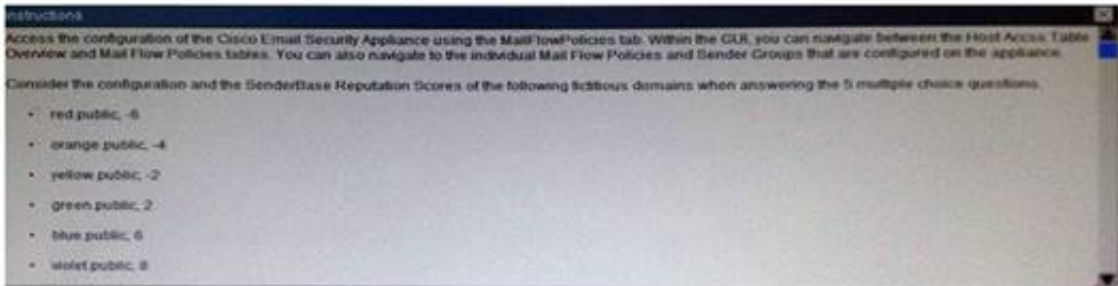 Instructions
Access the configuration of the Cisco Email Security Appliance using the MailFlowPolicies tab. Within the GUI, you can navigate between the Host Access Table
Overview and Mail Flow Policies tables. You can also navigate to the individual Mail Flow Policies and Sender Groups that are configured on the appliance.
Consider the configuration and the SenderBase Reputation Scores of the following fictitious domains when answering the 5 multiple choice questions.
• red.public, -6
• orange.public, -4
• yellow.public, -2
• green.public, 2
• blue.public, 6
• violet.public, 8